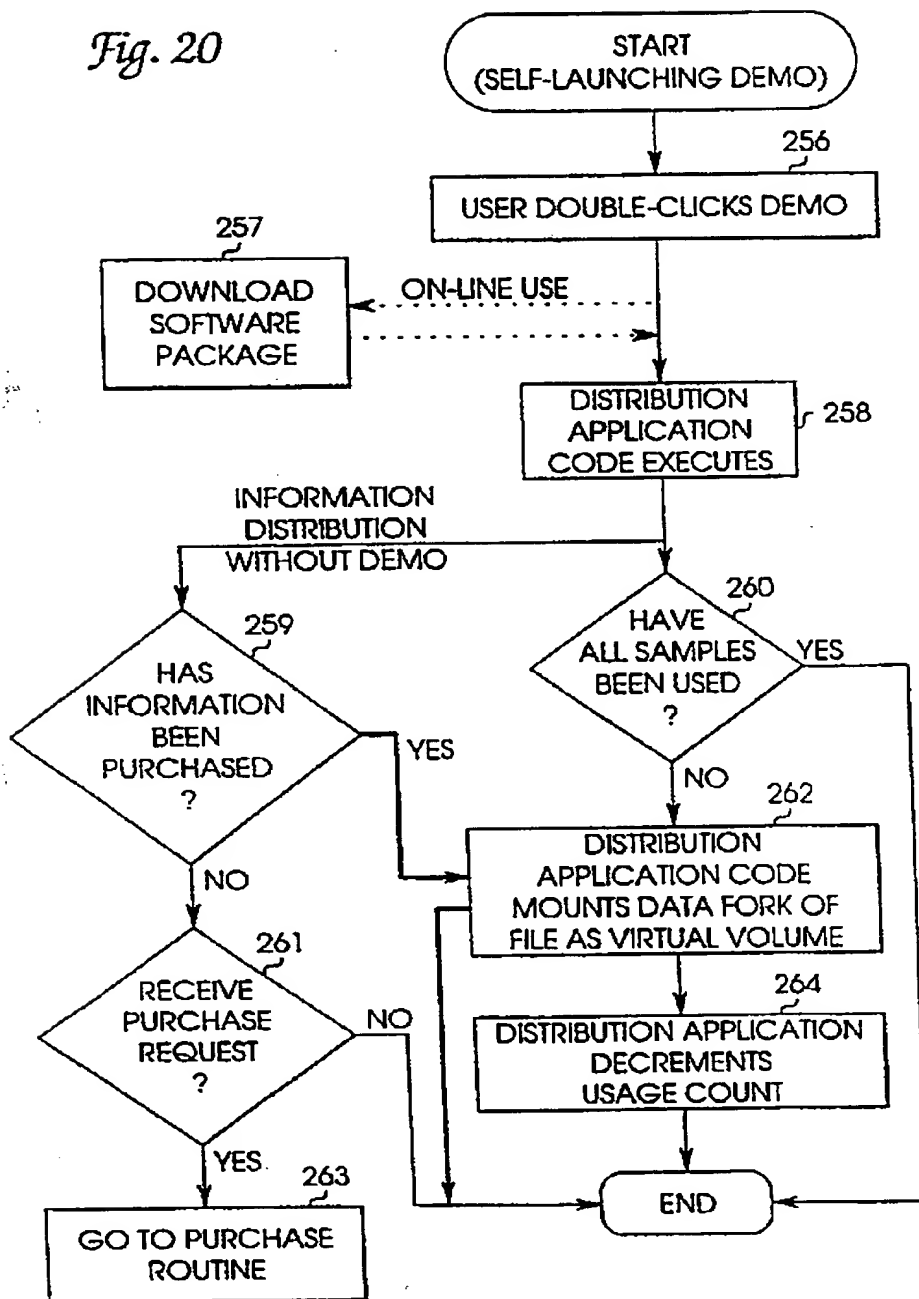 Fig. 20
START
(SELF-LAUNCHING DEMO)
256
USER DOUBLE-CLICKS DEMO
257
DOWNLOAD
SOFTWARE
PACKAGE
ON-LINE USE
DISTRIBUTION
APPLICATION
CODE EXECUTES
258
INFORMATION
DISTRIBUTION
WITHOUT DEMO
259
HAS
INFORMATION
BEEN
PURCHASED
?
YES
NO
260
HAVE
ALL SAMPLES
BEEN USED
?
YES
NO
262
DISTRIBUTION
APPLICATION CODE
MOUNTS DATA FORK OF
FILE AS VIRTUAL VOLUME
261
RECEIVE
PURCHASE
REQUEST
?
NO
YES
264
DISTRIBUTION APPLICATION
DECREMENTS
USAGE COUNT
263
GO TO PURCHASE
ROUTINE
END